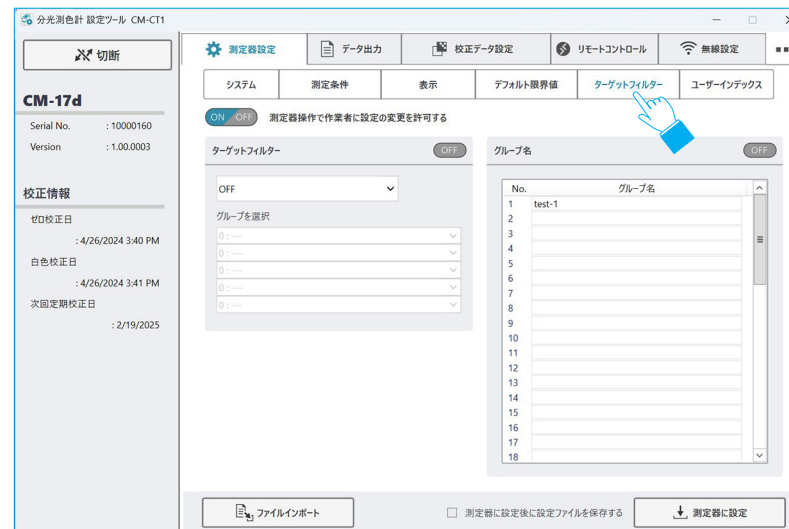 分光測色計 設定ツール CM-CT1
切断
CM-17d
Serial No. : 10000160
Version : 1.00.0003
校正情報
ゼロ校正日
: 4/26/2024 3:40 PM
白色校正日
: 4/26/2024 3:41 PM
次回定期校正日
: 2/19/2025
測定器設定 データ出力 校正データ設定 リモートコントロール 無線設定
システム 測定条件 表示 デフォルト限界値 ターゲットフィルター ユーザーインデックス
ON OFF 測定器操作で作業者に設定の変更を許可する
ターゲットフィルター OFF
OFF
グループを選択
0 : ---
0 : ---
0 : ---
0 : ---
0 : ---
グループ名 OFF
No. グループ名
1 test-1
2
3
4
5
6
7
8
9
10
11
12
13
14
15
16
17
18
ファイルインポート
測定器に設定後に設定ファイルを保存する
測定器に設定